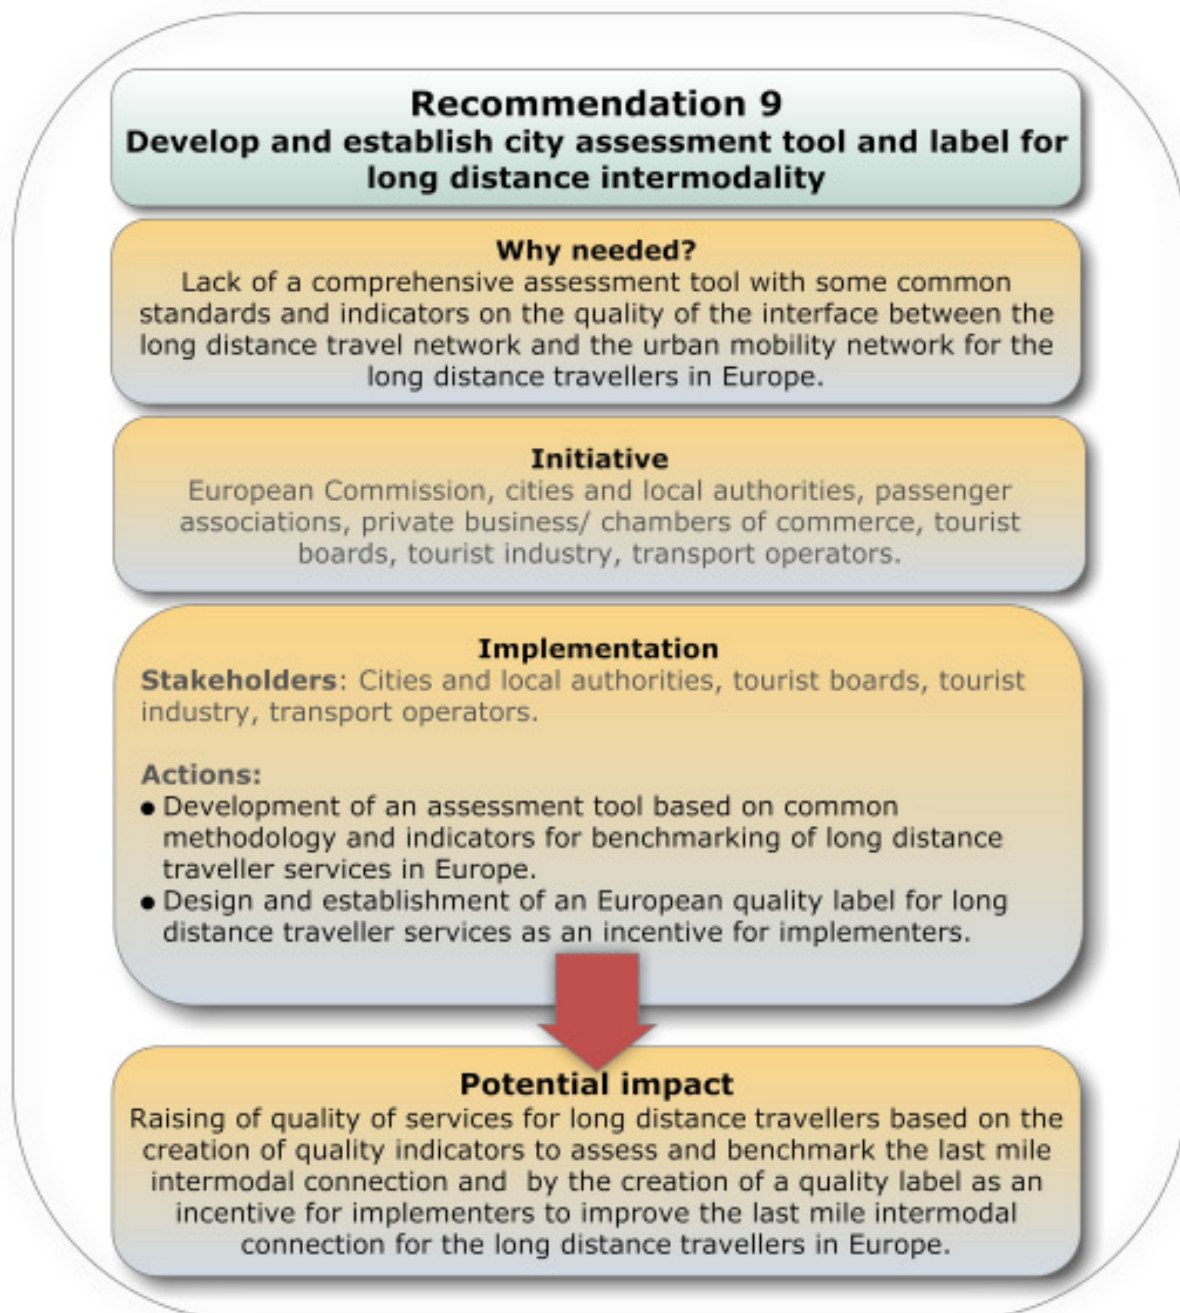 Recommendation 9
Develop and establish city assessment tool and label for
long distance intermodality
Why needed?
Lack of a comprehensive assessment tool with some common
standards and indicators on the quality of the interface between the
long distance travel network and the urban mobility network for the
long distance travellers in Europe.
Initiative
European Commission, cities and local authorities, passenger
associations, private business/ chambers of commerce, tourist
boards, tourist industry, transport operators.
Implementation
Stakeholders: Cities and local authorities, tourist boards, tourist
industry, transport operators.
Actions:
● Development of an assessment tool based on common
methodology and indicators for benchmarking of long distance
traveller services in Europe.
● Design and establishment of an European quality label for long
distance traveller services as an incentive for implementers.
Potential impact
Raising of quality of services for long distance travellers based on the
creation of quality indicators to assess and benchmark the last mile
intermodal connection and  by the creation of a quality label as an
incentive for implementers to improve the last mile intermodal
connection for the long distance travellers in Europe.